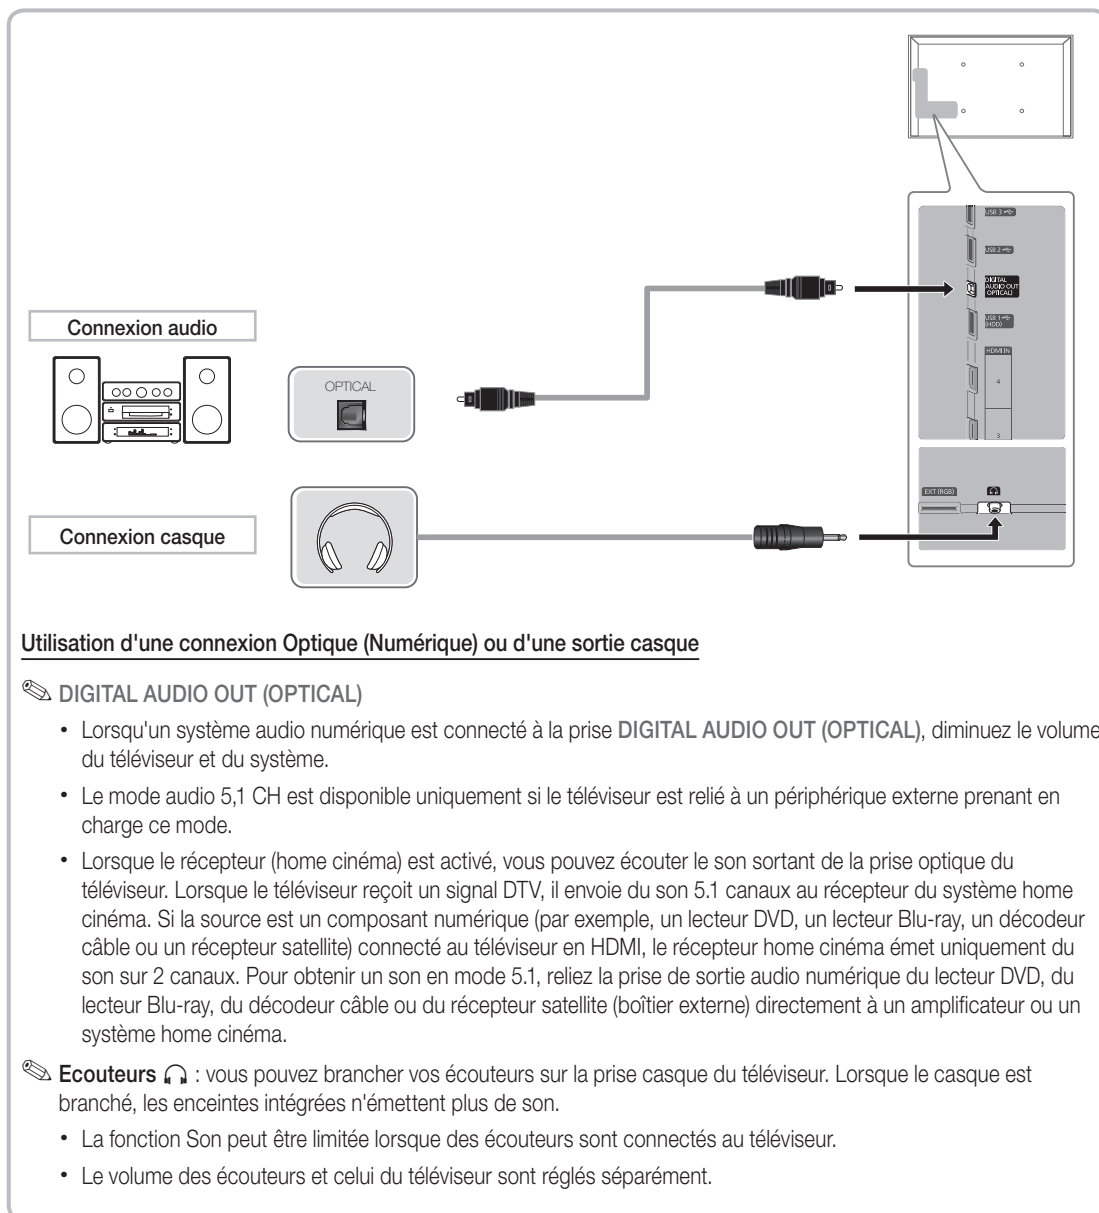 USB 3
USB 2
DIGITAL
AUDIO OUT
(OPTICAL)
USB 1
(HDD)
HDMI IN
4
3
Connexion audio
OPTICAL
EXT (RGB)
Connexion casque
Utilisation d'une connexion Optique (Numérique) ou d'une sortie casque
DIGITAL AUDIO OUT (OPTICAL)
• Lorsqu'un système audio numérique est connecté à la prise DIGITAL AUDIO OUT (OPTICAL), diminuez le volume
du téléviseur et du système.
• Le mode audio 5,1 CH est disponible uniquement si le téléviseur est relié à un périphérique externe prenant en
charge ce mode.
• Lorsque le récepteur (home cinéma) est activé, vous pouvez écouter le son sortant de la prise optique du
téléviseur. Lorsque le téléviseur reçoit un signal DTV, il envoie du son 5.1 canaux au récepteur du système home
cinéma. Si la source est un composant numérique (par exemple, un lecteur DVD, un lecteur Blu-ray, un décodeur
câble ou un récepteur satellite) connecté au téléviseur en HDMI, le récepteur home cinéma émet uniquement du
son sur 2 canaux. Pour obtenir un son en mode 5.1, reliez la prise de sortie audio numérique du lecteur DVD, du
lecteur Blu-ray, du décodeur câble ou du récepteur satellite (boîtier externe) directement à un amplificateur ou un
système home cinéma.
Ecouteurs : vous pouvez brancher vos écouteurs sur la prise casque du téléviseur. Lorsque le casque est
branché, les enceintes intégrées n'émettent plus de son.
• La fonction Son peut être limitée lorsque des écouteurs sont connectés au téléviseur.
• Le volume des écouteurs et celui du téléviseur sont réglés séparément.